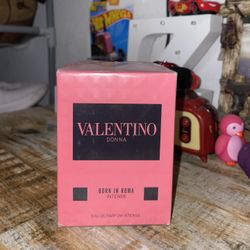 VALENTINO
DONNA
BORN IN ROMA
INTENSE
EAU DE PARFUM INTENSE